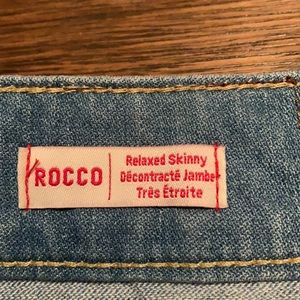 ROCCO
Relaxed Skinny
Décontracté Jambe
Très Étroite